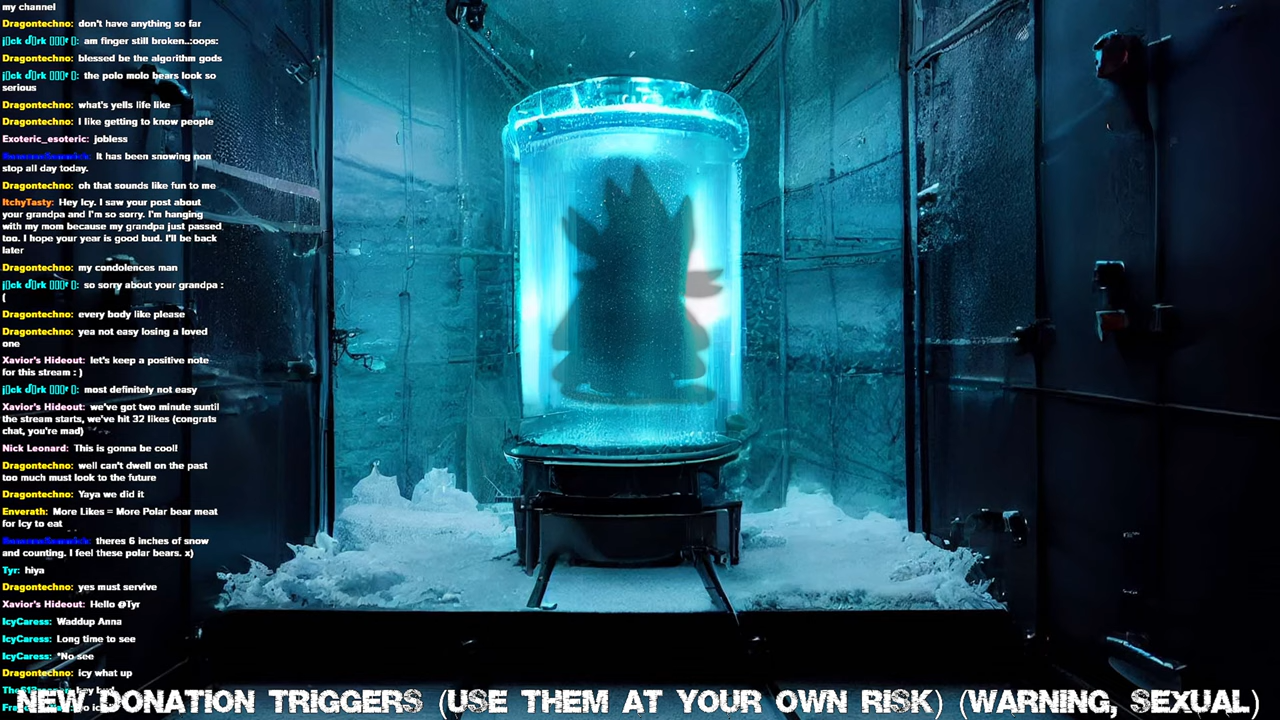 my channel
Dragontechno: don't have anything so far
am finger still broken..:oops:
Dragontechno: blessed be the algorithm gods
the polo molo bears look so
serious
Dragontechno: what's yells life like
Dragontechno: I like getting to know people
Exoteric_esoteric: jobless
It has been snowing non
stop all day today.
Dragontechno: oh that sounds like fun to me
ItchyTasty: Hey Icy. I saw your post about
your grandpa and I'm so sorry. I'm hanging
with my mom because my grandpa just passed
too. I hope your year is good bud. I'll be back
later
Dragontechno: my condolences man
so sorry about your grandpa :
(
Dragontechno: every body like please
Dragontechno: yea not easy losing a loved
one
Xavior's Hideout: let's keep a positive note
for this stream : )
most definitely not easy
Xavior's Hideout: we've got two minute suntil
the stream starts, we've hit 32 likes (congrats
chat, you're mad)
Nick Leonard: This is gonna be cool!
Dragontechno: well can't dwell on the past
too much must look to the future
Dragontechno: Yaya we did it
Enverath: More Likes = More Polar bear meat
for Icy to eat
theres 6 inches of snow
and counting. I feel these polar bears. x)
Tyr: hiya
Dragontechno: yes must servive
Xavior's Hideout: Hello @Tyr
IcyCaress: Waddup Anna
IcyCaress: Long time to see
IcyCaress: *No see
Dragontechno: icy what up
NEW DONATION TRIGGERS (USE THEM AT YOUR OWN RISK) (WARNING, SEXUAL)